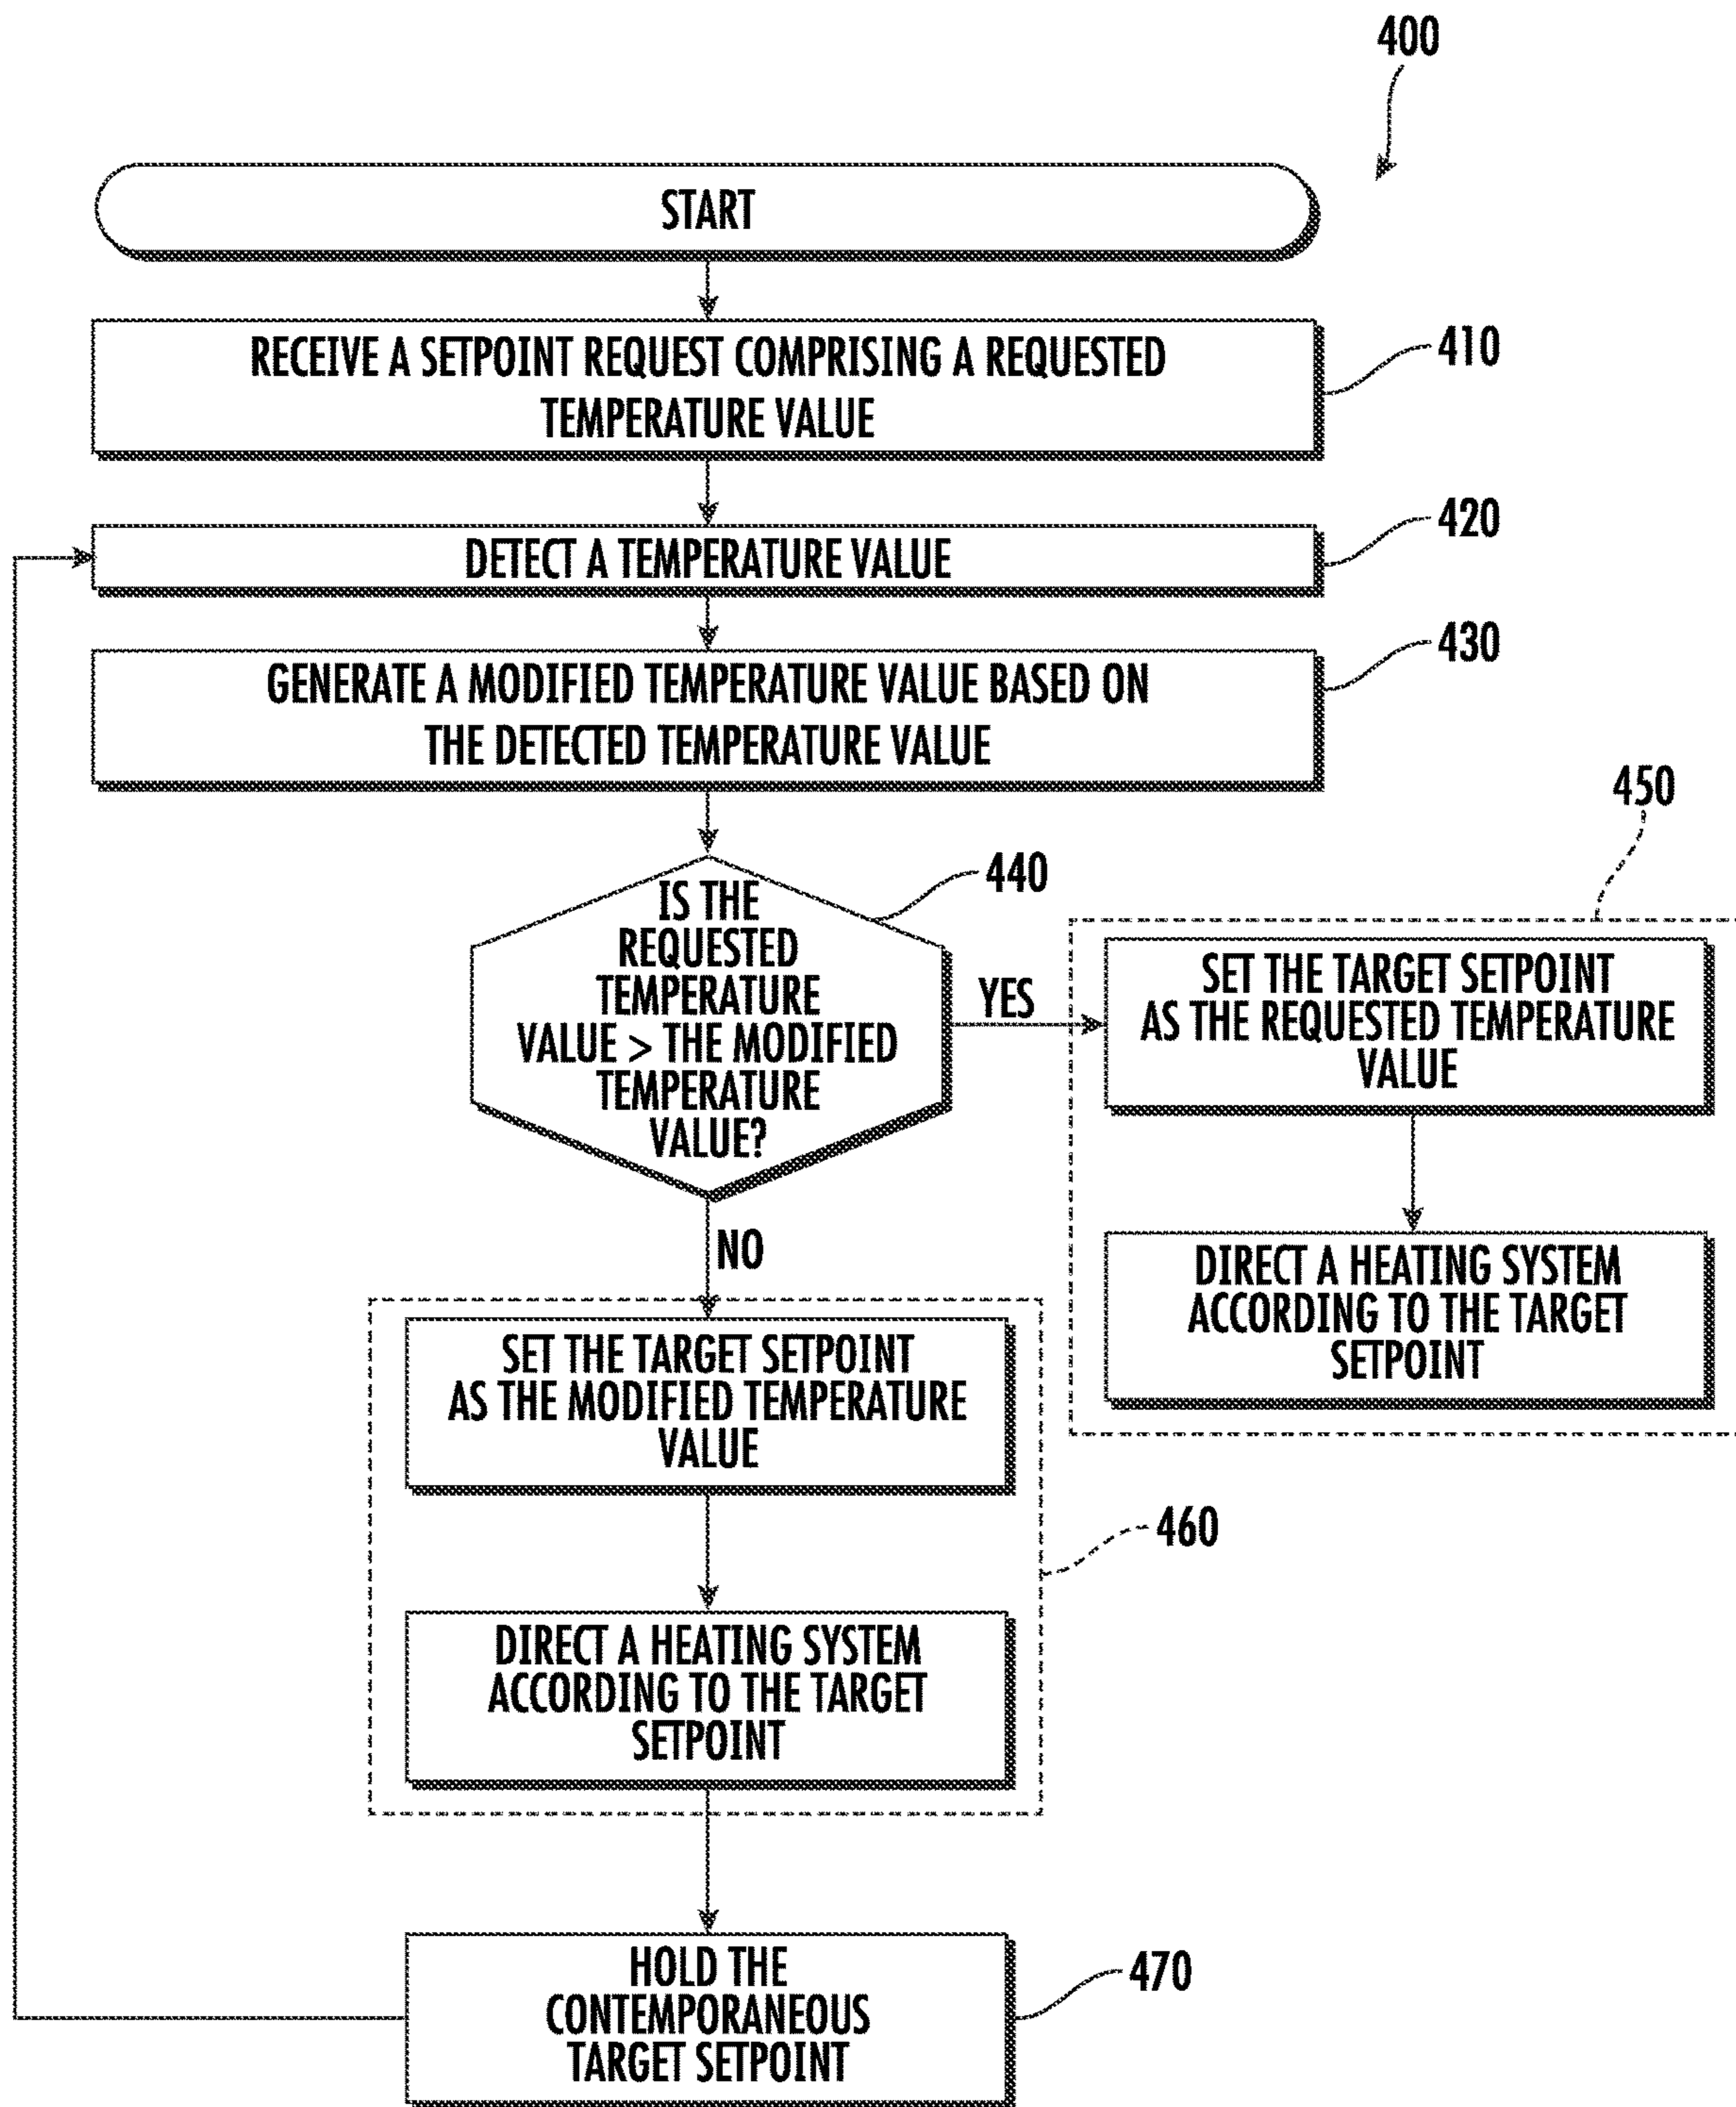 400
START
RECEIVE A SETPOINT REQUEST COMPRISING A REQUESTED
TEMPERATURE VALUE
410
DETECT A TEMPERATURE VALUE
420
GENERATE A MODIFIED TEMPERATURE VALUE BASED ON
THE DETECTED TEMPERATURE VALUE
430
IS THE
REQUESTED
TEMPERATURE
VALUE > THE MODIFIED
TEMPERATURE
VALUE?
440
YES
450
SET THE TARGET SETPOINT
AS THE REQUESTED TEMPERATURE
VALUE
DIRECT A HEATING SYSTEM
ACCORDING TO THE TARGET
SETPOINT
NO
SET THE TARGET SETPOINT
AS THE MODIFIED TEMPERATURE
VALUE
460
DIRECT A HEATING SYSTEM
ACCORDING TO THE TARGET
SETPOINT
HOLD THE
CONTEMPORANEOUS
TARGET SETPOINT
470